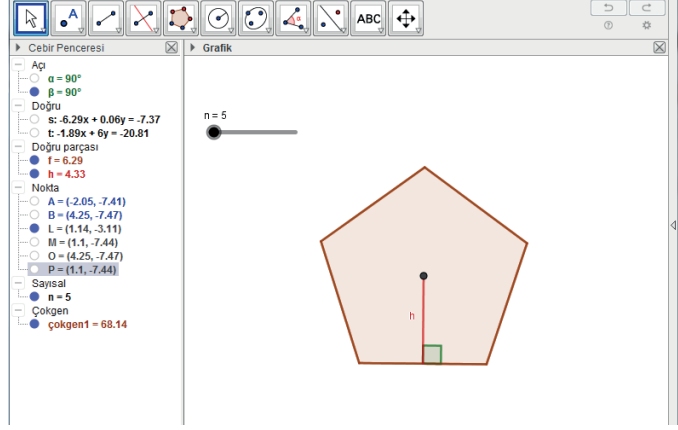 A
ABC
Cebir Penceresi
Grafik
Açı
α = 90°
β = 90°
Doğru
s: -6.29x + 0.06y = -7.37
t: -1.89x + 6y = -20.81
Doğru parçası
f = 6.29
h = 4.33
Nokta
A = (-2.05, -7.41)
B = (4.25, -7.47)
L = (1.14, -3.11)
M = (1.1, -7.44)
O = (4.25, -7.47)
P = (1.1, -7.44)
Sayısal
n = 5
Çokgen
çokgen1 = 68.14
n = 5
h